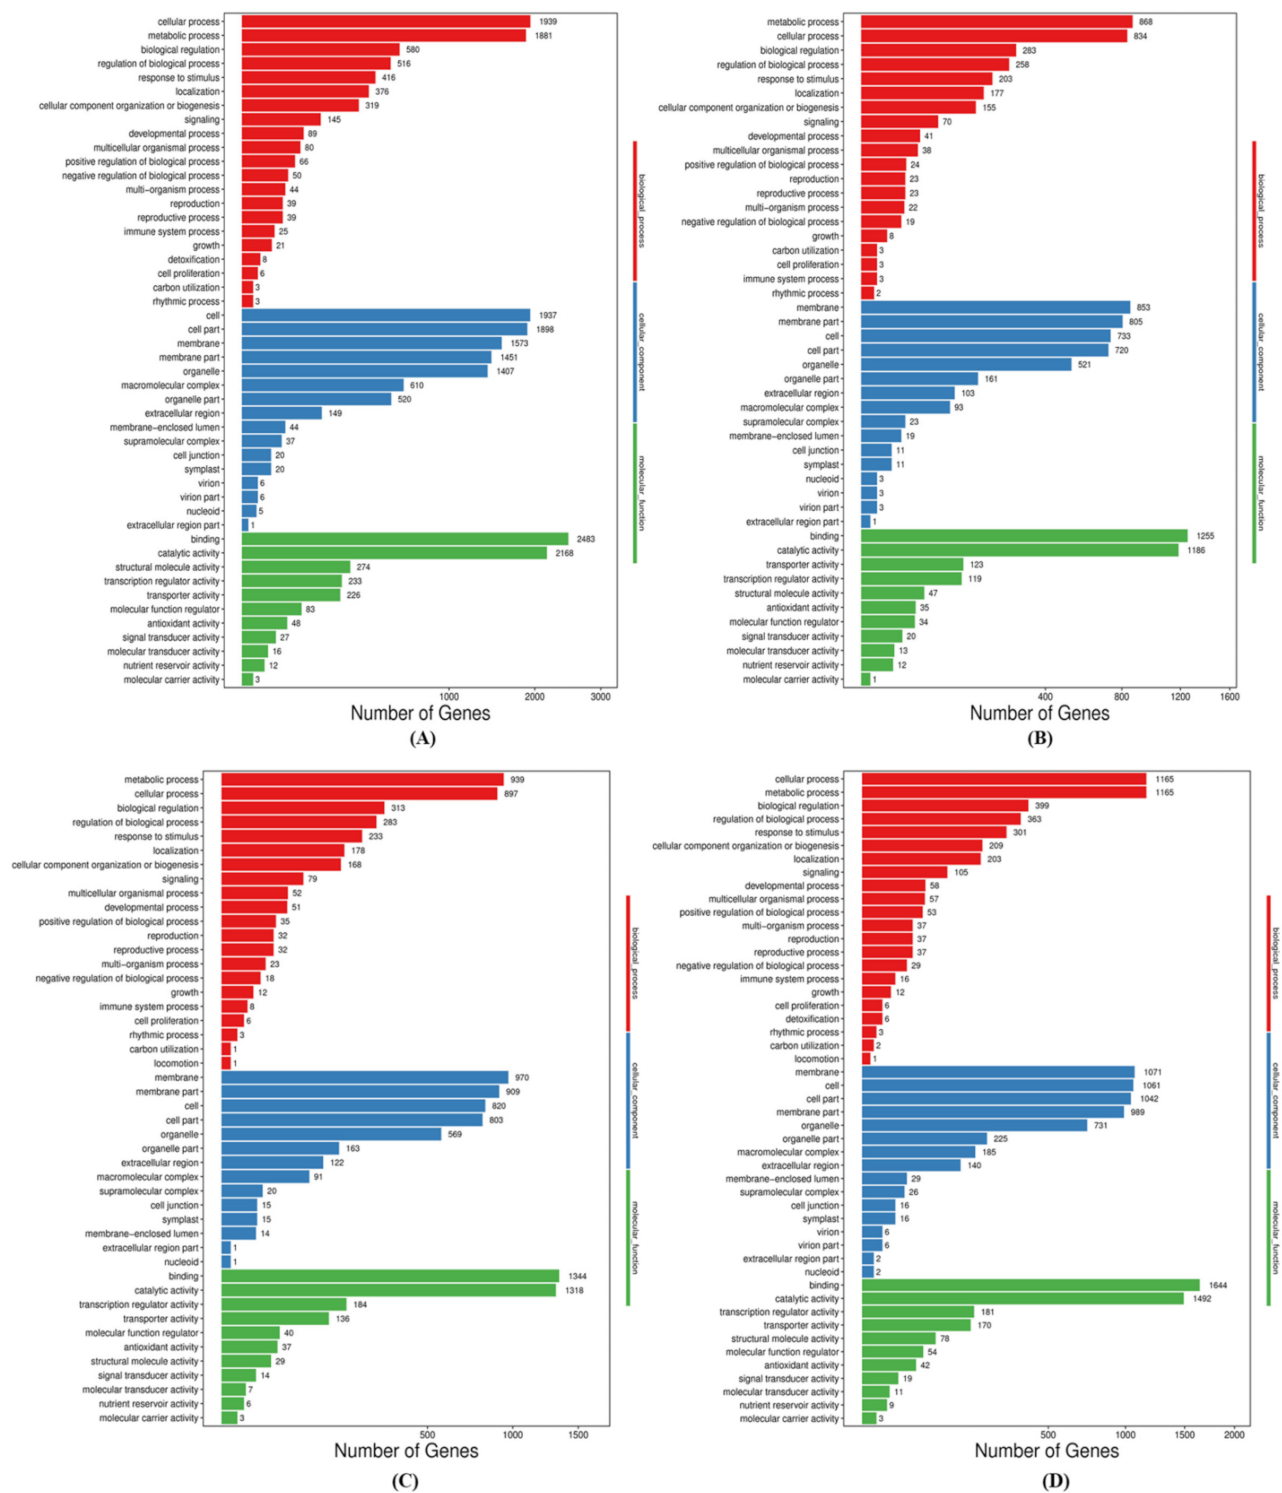 cellular process 1939
metabolic process 1881
biological regulation 580
regulation of biological process 516
response to stimulus 416
localization 376
cellular component organization or biogenesis 319
signaling 145
developmental process 89
multicellular organismal process 80
positive regulation of biological process 66
negative regulation of biological process 50
multi−organism process 44
reproduction 39
reproductive process 39
immune system process 25
growth 21
detoxification 8
cell proliferation 6
carbon utilization 3
rhythmic process 3
cell 1937
cell part 1898
membrane 1573
membrane part 1451
organelle 1407
macromolecular complex 610
organelle part 520
extracellular region 149
membrane−enclosed lumen 44
supramolecular complex 37
cell junction 20
symplast 20
virion 6
virion part 6
nucleoid 5
extracellular region part 1
binding 2483
catalytic activity 2168
structural molecule activity 274
transcription regulator activity 233
transporter activity 226
molecular function regulator 83
antioxidant activity 48
signal transducer activity 27
molecular transducer activity 16
nutrient reservoir activity 12
molecular carrier activity 3
1000 2000 3000
Number of Genes
biological_process
cellular_component
molecular_function
(A)
metabolic process 868
cellular process 834
biological regulation 283
regulation of biological process 258
response to stimulus 203
localization 177
cellular component organization or biogenesis 155
signaling 70
developmental process 41
multicellular organismal process 38
positive regulation of biological process 24
reproduction 23
reproductive process 23
multi−organism process 22
negative regulation of biological process 19
growth 8
carbon utilization 3
cell proliferation 3
immune system process 3
rhythmic process 2
membrane 853
membrane part 805
cell 733
cell part 720
organelle 521
organelle part 161
extracellular region 103
macromolecular complex 93
supramolecular complex 23
membrane−enclosed lumen 19
cell junction 11
symplast 11
nucleoid 3
virion 3
virion part 3
extracellular region part 1
binding 1255
catalytic activity 1186
transporter activity 123
transcription regulator activity 119
structural molecule activity 47
antioxidant activity 35
molecular function regulator 34
signal transducer activity 20
molecular transducer activity 13
nutrient reservoir activity 12
molecular carrier activity 1
400 800 1200 1600
Number of Genes
biological_process
cellular_component
molecular_function
(B)
metabolic process 939
cellular process 897
biological regulation 313
regulation of biological process 283
response to stimulus 233
localization 178
cellular component organization or biogenesis 168
signaling 79
multicellular organismal process 52
developmental process 51
positive regulation of biological process 35
reproduction 32
reproductive process 32
multi−organism process 23
negative regulation of biological process 18
growth 12
immune system process 8
cell proliferation 6
rhythmic process 3
carbon utilization 1
locomotion 1
membrane 970
membrane part 909
cell 820
cell part 803
organelle 569
organelle part 163
extracellular region 122
macromolecular complex 91
supramolecular complex 20
cell junction 15
symplast 15
membrane−enclosed lumen 14
extracellular region part 1
nucleoid 1
binding 1344
catalytic activity 1318
transcription regulator activity 184
transporter activity 136
molecular function regulator 40
antioxidant activity 37
structural molecule activity 29
signal transducer activity 14
molecular transducer activity 7
nutrient reservoir activity 6
molecular carrier activity 3
500 1000 1500
Number of Genes
biological_process
cellular_component
molecular_function
(C)
cellular process 1165
metabolic process 1165
biological regulation 399
regulation of biological process 363
response to stimulus 301
cellular component organization or biogenesis 209
localization 203
signaling 105
developmental process 58
multicellular organismal process 57
positive regulation of biological process 53
multi−organism process 37
reproduction 37
reproductive process 37
negative regulation of biological process 29
immune system process 16
growth 12
cell proliferation 6
detoxification 6
rhythmic process 3
carbon utilization 2
locomotion 1
membrane 1071
cell 1061
cell part 1042
membrane part 989
organelle 731
organelle part 225
macromolecular complex 185
extracellular region 140
membrane−enclosed lumen 29
supramolecular complex 26
cell junction 16
symplast 16
virion 6
virion part 6
extracellular region part 2
nucleoid 2
binding 1644
catalytic activity 1492
transcription regulator activity 181
transporter activity 170
structural molecule activity 78
molecular function regulator 54
antioxidant activity 42
signal transducer activity 19
molecular transducer activity 11
nutrient reservoir activity 9
molecular carrier activity 3
500 1000 1500 2000
Number of Genes
biological_process
cellular_component
molecular_function
(D)